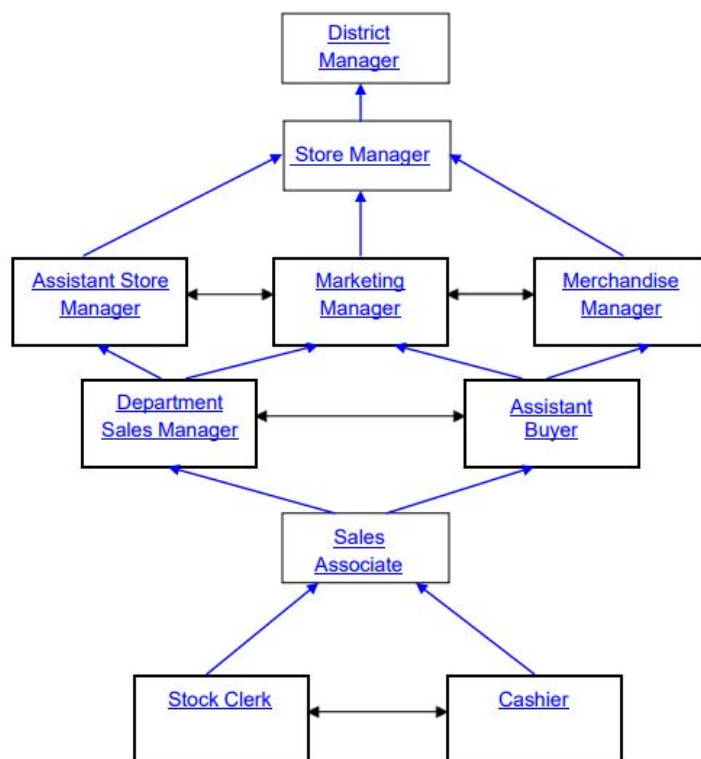 District
Manager
Store Manager
Assistant Store
Manager
Marketing
Manager
Merchandise
Manager
Department
Sales Manager
Assistant
Buyer
Sales
Associate
Stock Clerk
Cashier